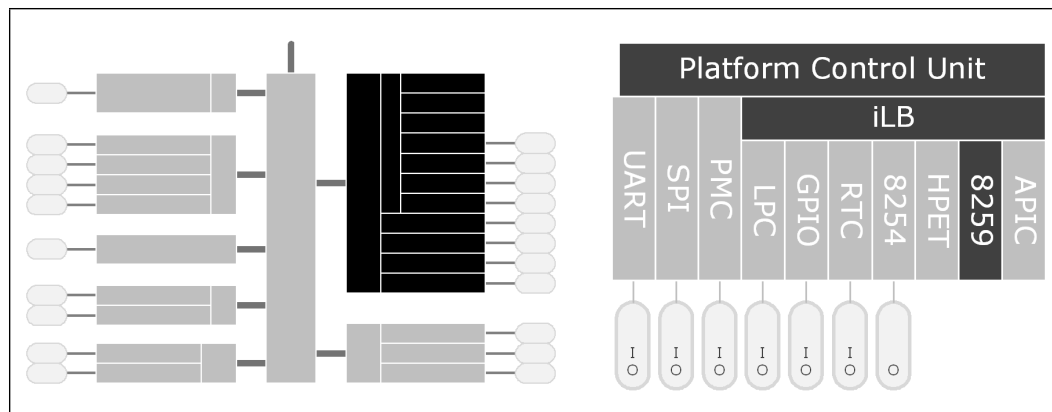 Platform Control Unit
iLB
UART
SPI
PMC
LPC
GPIO
RTC
8254
HPET
8259
APIC
I
O
I
O
I
O
I
O
I
O
I
O
O